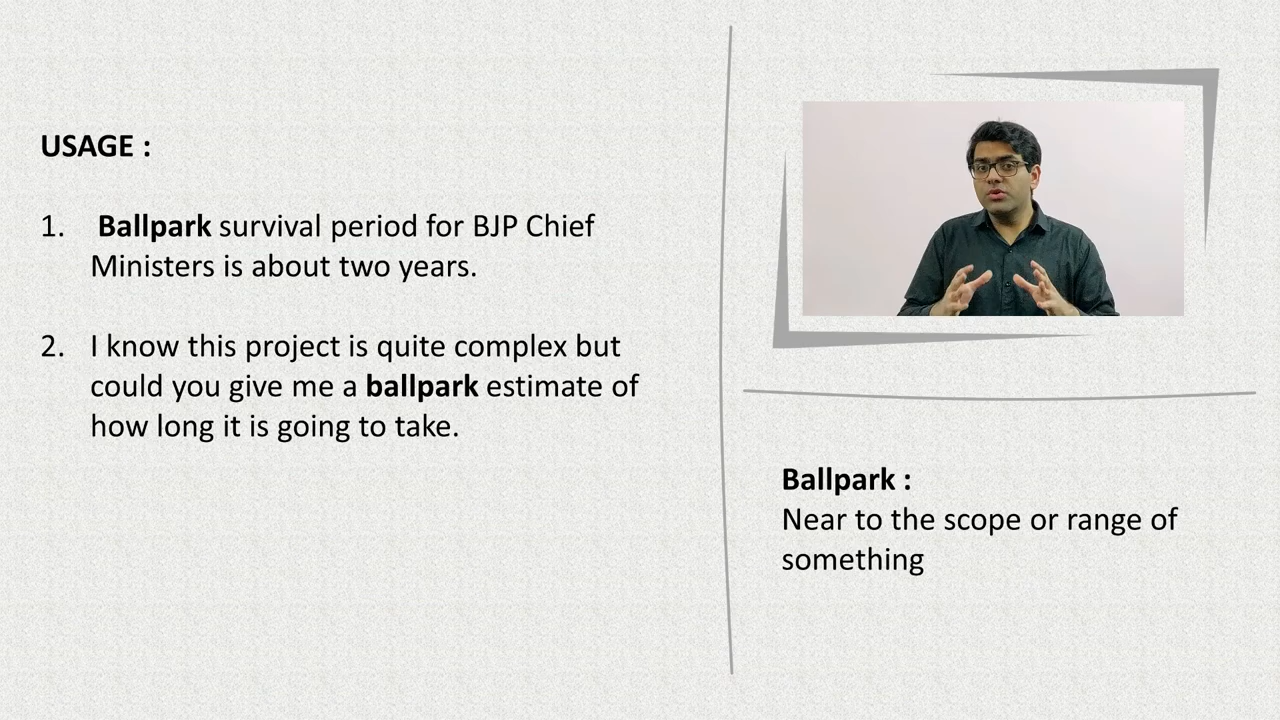 USAGE :
1. Ballpark survival period for BJP Chief
Ministers is about two years.
2. I know this project is quite complex but
could you give me a ballpark estimate of
how long it is going to take.
Ballpark :
Near to the scope or range of
something